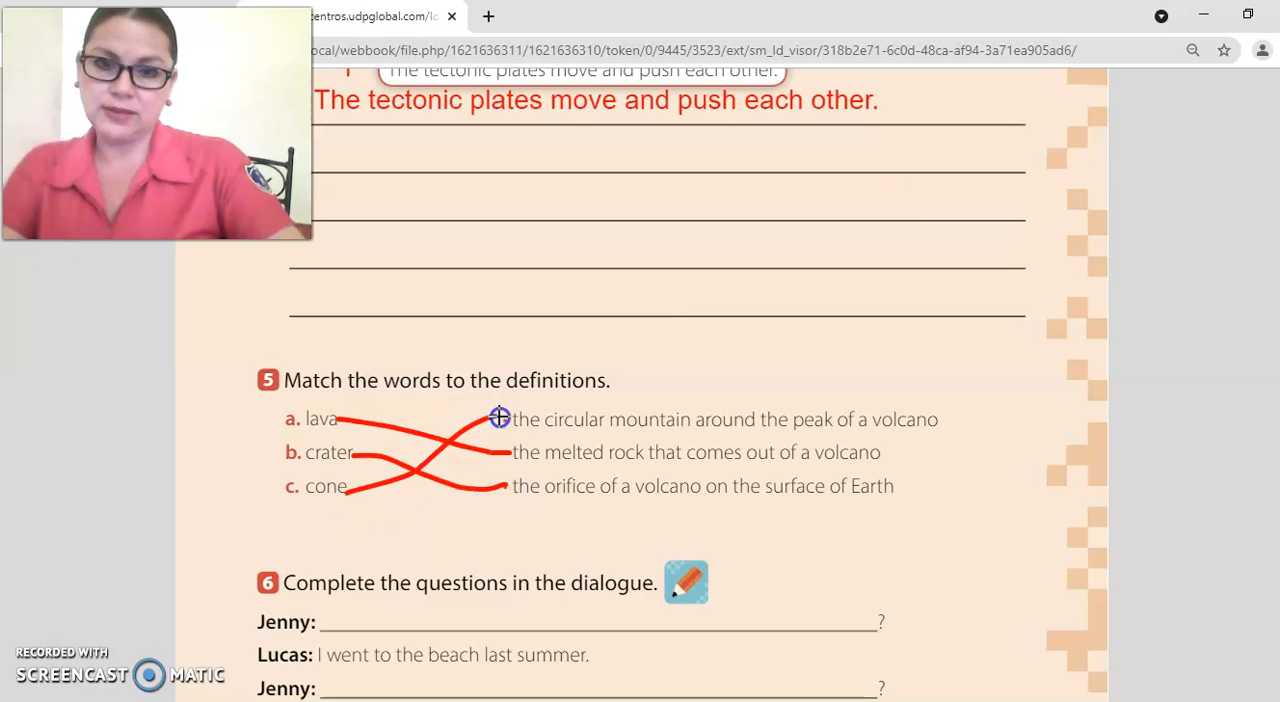 entros.udpglobal.com/lo
ocal/webbook/file.php/1621636311/1621636310/token/0/9445/3523/ext/sm_ld_visor/318b2e71-6c0d-48ca-af94-3a71ea905ad6/
The tectonic plates move and push each other.
The tectonic plates move and push each other.
5 Match the words to the definitions.
a. lava the circular mountain around the peak of a volcano
b. crater the melted rock that comes out of a volcano
c. cone the orifice of a volcano on the surface of Earth
6 Complete the questions in the dialogue.
Jenny: ?
Lucas: I went to the beach last summer.
Jenny: ?
RECORDED WITH
SCREENCAST MATIC